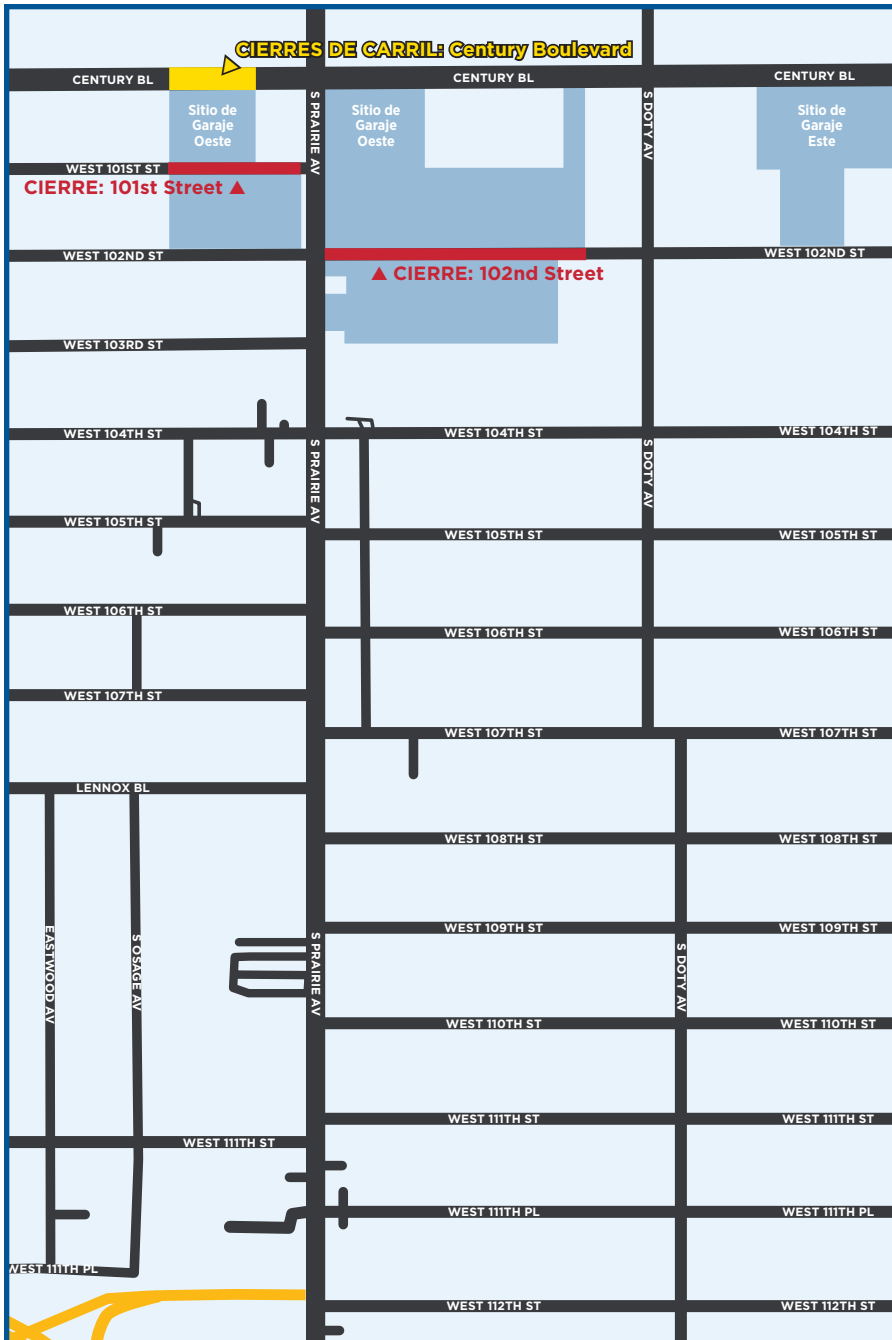 CIERRES DE CARRIL: Century Boulevard
CENTURY BL
CENTURY BL
CENTURY BL
Sitio de
Garaje
Oeste
S PRAIRIE AV
Sitio de
Garaje
Oeste
S DOTY AV
Sitio de
Garaje
Este
WEST 101ST ST
CIERRE: 101st Street ▲
WEST 102ND ST
WEST 102ND ST
▲ CIERRE: 102nd Street
WEST 103RD ST
WEST 104TH ST
WEST 104TH ST
WEST 104TH ST
S PRAIRIE AV
S DOTY AV
WEST 105TH ST
WEST 105TH ST
WEST 105TH ST
WEST 106TH ST
WEST 106TH ST
WEST 106TH ST
WEST 107TH ST
WEST 107TH ST
WEST 107TH ST
LENNOX BL
WEST 108TH ST
WEST 108TH ST
EASTWOOD AV
S OSAGE AV
S PRAIRIE AV
WEST 109TH ST
WEST 109TH ST
S DOTY AV
WEST 110TH ST
WEST 110TH ST
WEST 111TH ST
WEST 111TH ST
WEST 111TH ST
WEST 111TH PL
WEST 111TH PL
WEST 111TH PL
WEST 112TH ST
WEST 112TH ST